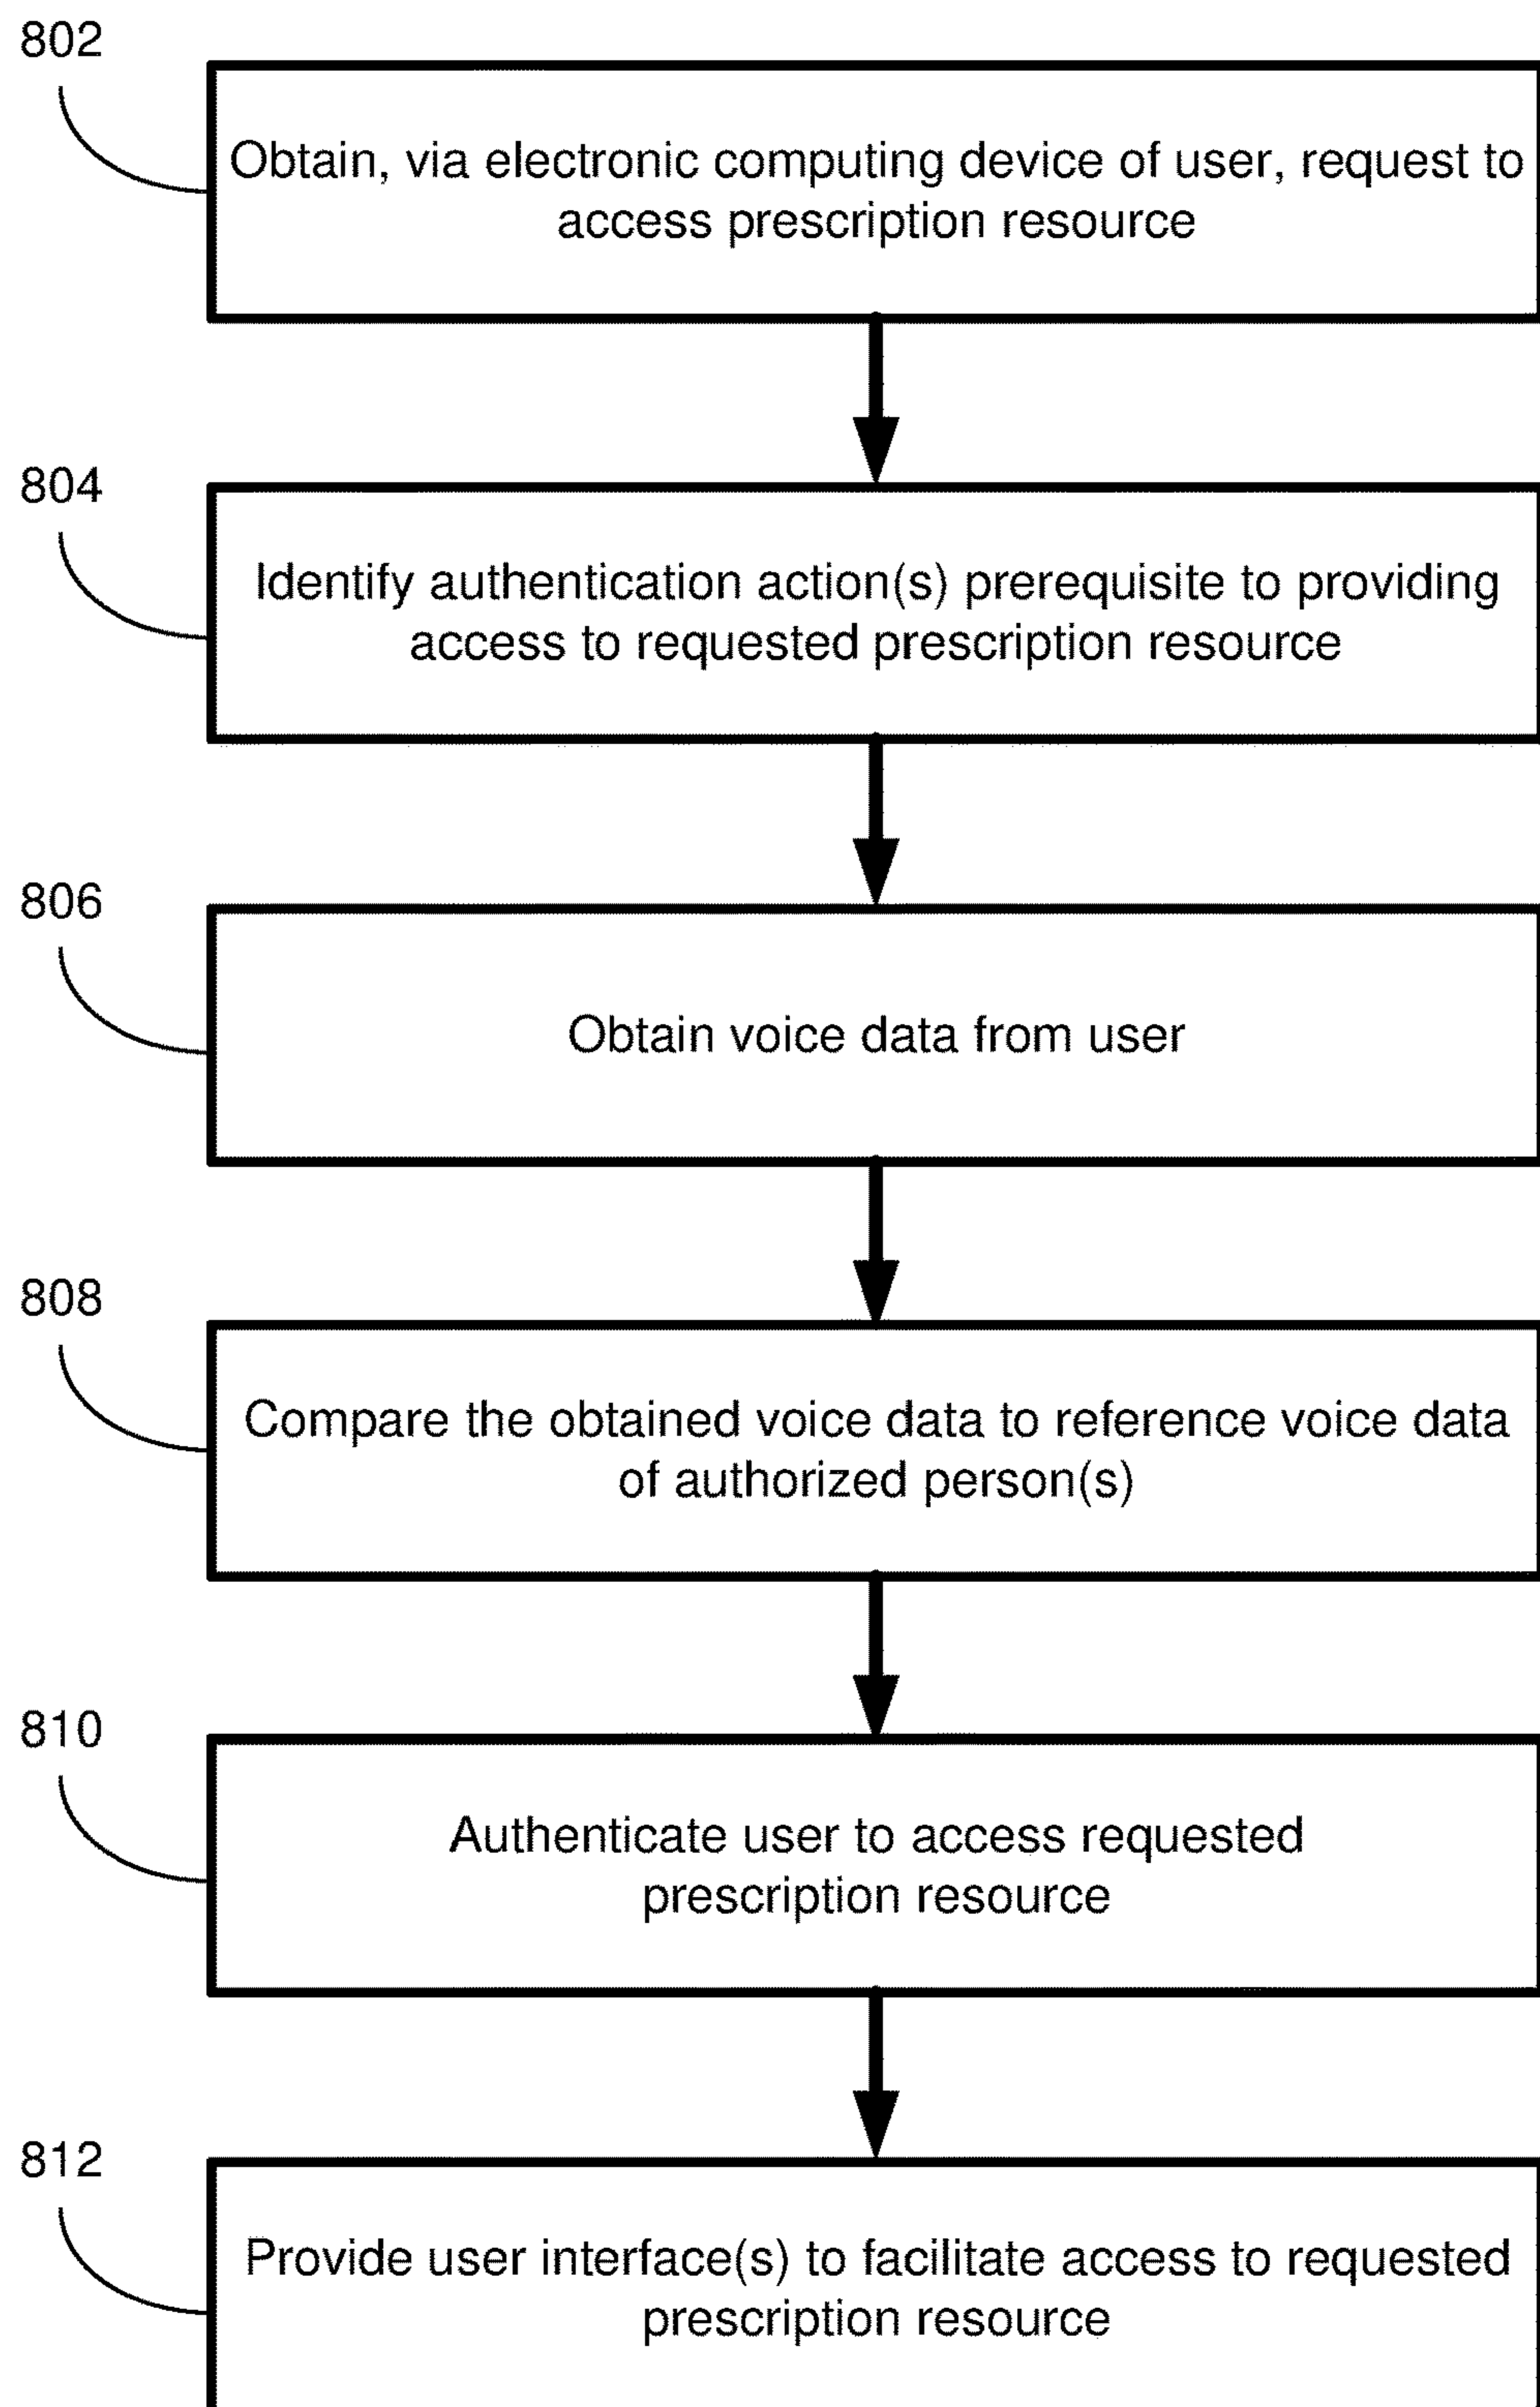 802
Obtain, via electronic computing device of user, request to
access prescription resource
804
Identify authentication action(s) prerequisite to providing
access to requested prescription resource
806
Obtain voice data from user
808
Compare the obtained voice data to reference voice data
of authorized person(s)
810
Authenticate user to access requested
prescription resource
812
Provide user interface(s) to facilitate access to requested
prescription resource